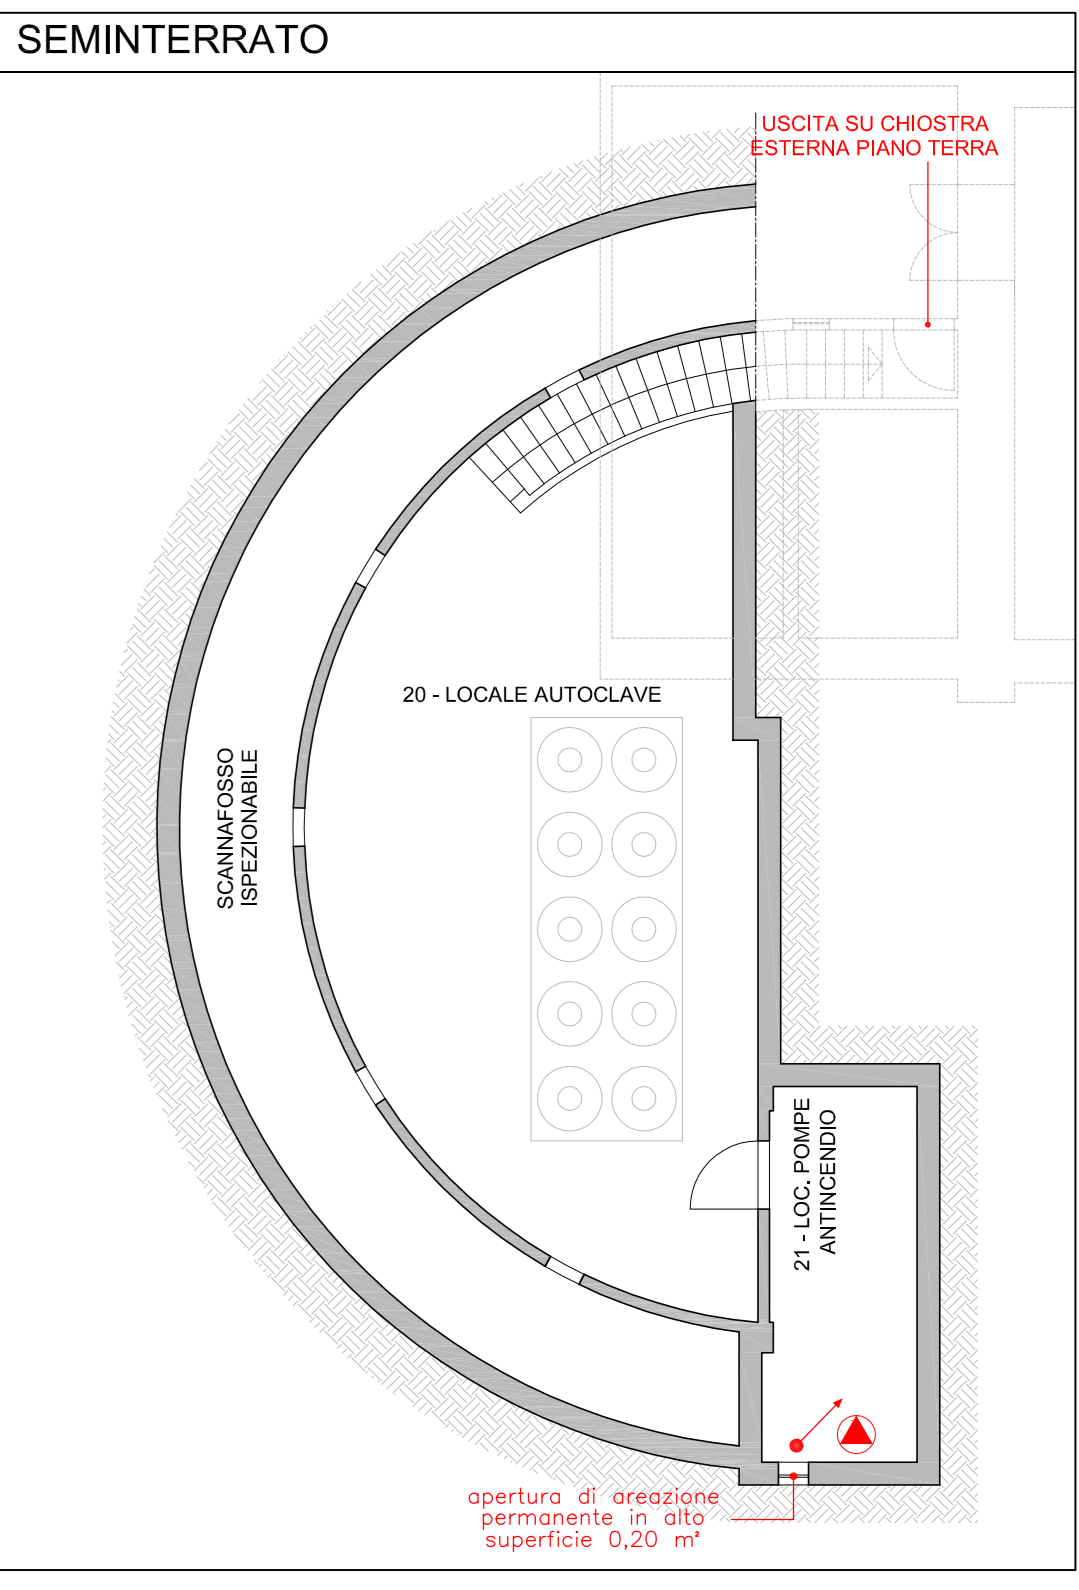 SEMINTERRATO
USCITA SU CHIOSTRA
ESTERNA PIANO TERRA
20 - LOCALE AUTOCLAVE
SCANNAFOSSO
ISPEZIONABILE
21 - LOC. POMPE
ANTINCENDIO
apertura di areazione
permanente in alto
superficie 0,20 m²